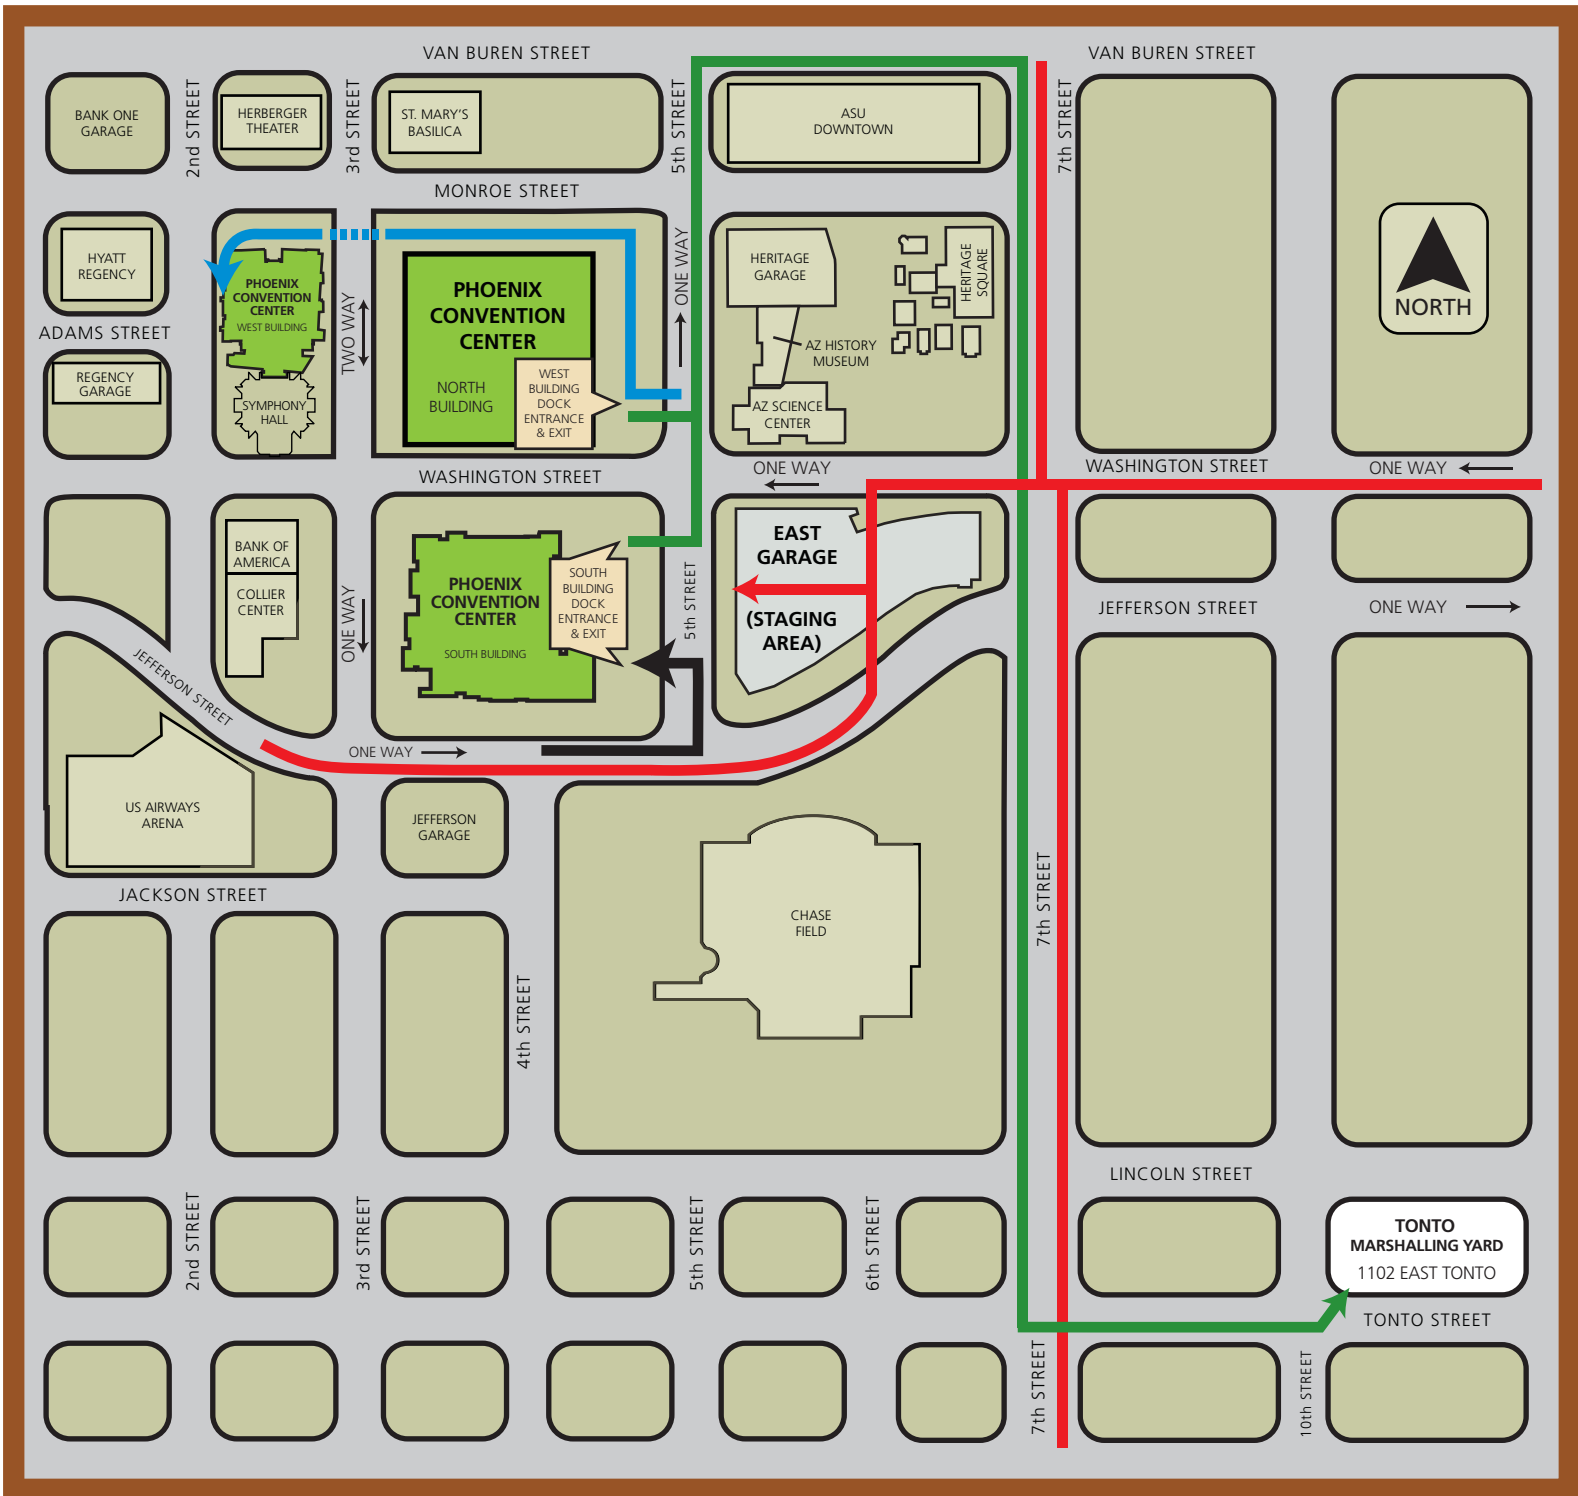 VAN BUREN STREET
VAN BUREN STREET
BANK ONE
GARAGE
2nd STREET
HERBERGER
THEATER
3rd STREET
ST. MARY'S
BASILICA
5th STREET
ASU
DOWNTOWN
7th STREET
MONROE STREET
HYATT
REGENCY
PHOENIX
CONVENTION
CENTER
WEST BUILDING
TWO WAY
PHOENIX
CONVENTION
CENTER
NORTH
BUILDING
WEST
BUILDING
DOCK
ENTRANCE
& EXIT
ONE WAY
HERITAGE
GARAGE
HERITAGE
SQUARE
AZ HISTORY
MUSEUM
AZ SCIENCE
CENTER
NORTH
ADAMS STREET
REGENCY
GARAGE
SYMPHONY
HALL
WASHINGTON STREET
ONE WAY
WASHINGTON STREET
ONE WAY
BANK OF
AMERICA
COLLIER
CENTER
ONE WAY
PHOENIX
CONVENTION
CENTER
SOUTH BUILDING
SOUTH
BUILDING
DOCK
ENTRANCE
& EXIT
5th STREET
EAST
GARAGE
(STAGING
AREA)
JEFFERSON STREET
ONE WAY
JEFFERSON STREET
ONE WAY
US AIRWAYS
ARENA
JEFFERSON
GARAGE
JACKSON STREET
CHASE
FIELD
7th STREET
4th STREET
LINCOLN STREET
2nd STREET
3rd STREET
5th STREET
6th STREET
TONTO
MARSHALLING YARD
1102 EAST TONTO
TONTO STREET
7th STREET
10th STREET